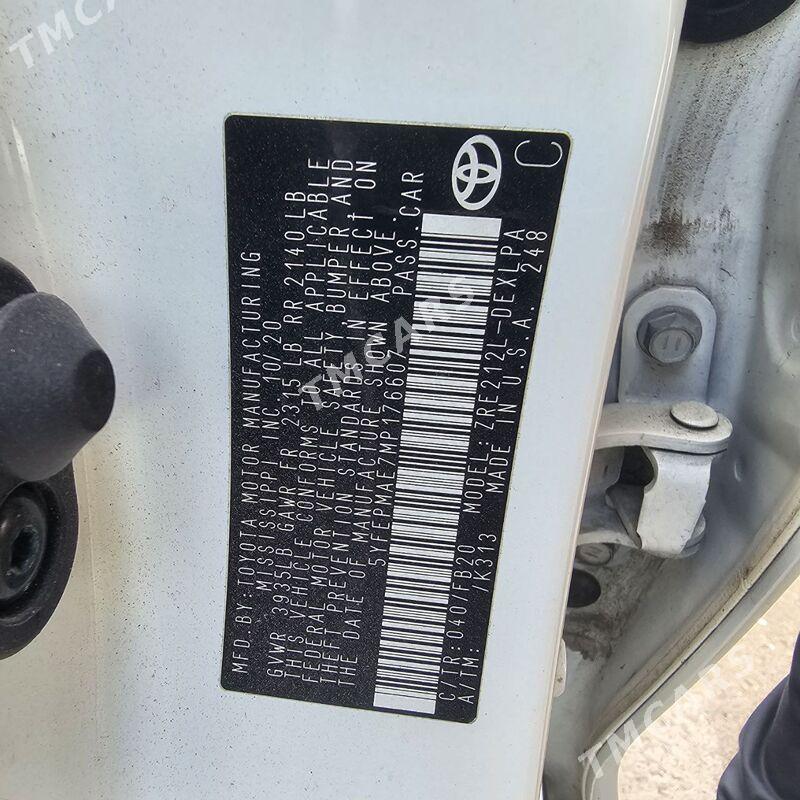 MFD.BY:TOYOTA MOTOR MANUFACTURING
MISSISSIPPI INC. 10/20
GVWR 3935LB GAWR FR 2315LB RR 2140LB
THIS VEHICLE CONFORMS TO ALL APPLICABLE
FEDERAL MOTOR VEHICLE SAFETY, BUMPER, AND
THEFT PREVENTION STANDARDS IN EFFECT ON
THE DATE OF MANUFACTURE SHOWN ABOVE.
PASS.CAR
C/TR:040/FB20
MODEL: ZRE212L-DEXLPA
A/TM: /K313
MADE IN U.S.A. 248
C
TMCARS
TMCARS
TMCARS